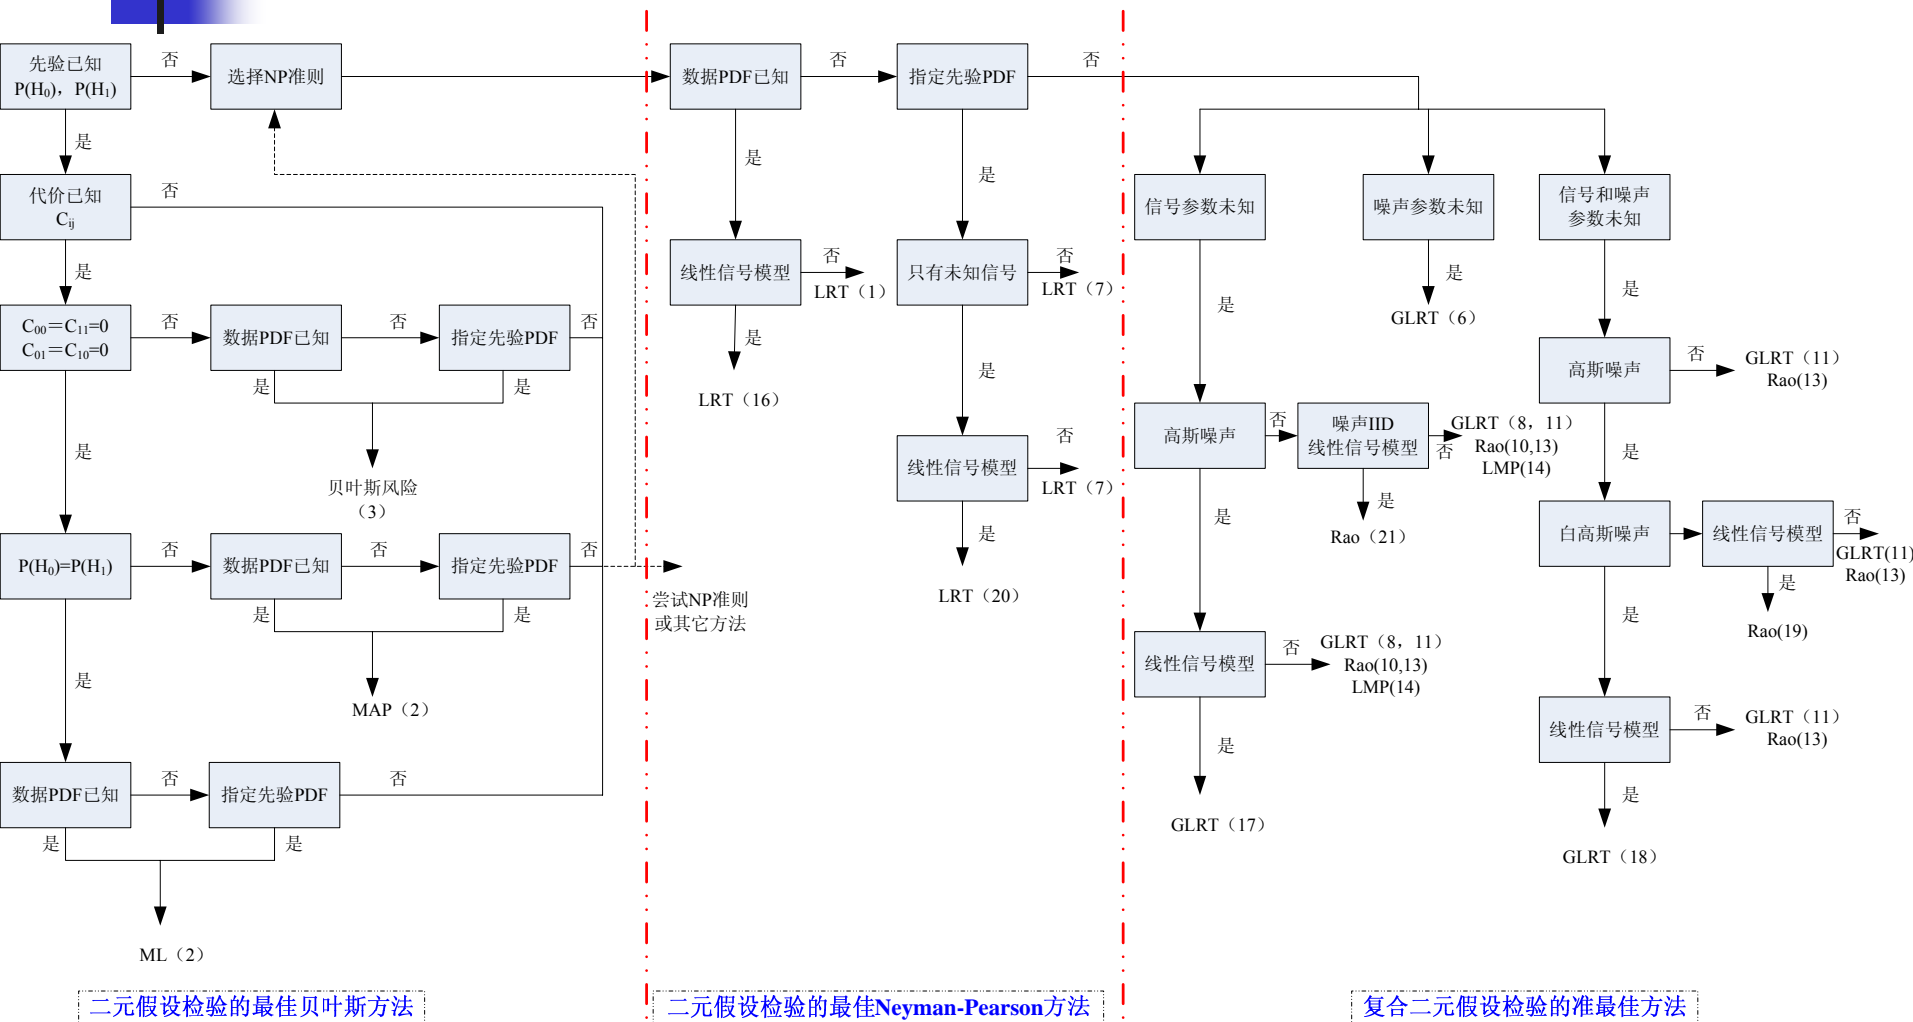 先验已知
P(H₀)，P(H₁)
否
选择NP准则
是
代价已知
Cᵢⱼ
否
是
C₀₀＝C₁₁=0
C₀₁＝C₁₀=0
否
数据PDF已知
否
指定先验PDF
否
是
是
是
贝叶斯风险
（3）
P(H₀)=P(H₁)
否
数据PDF已知
否
指定先验PDF
否
是
是
尝试NP准则
或其它方法
是
MAP（2）
数据PDF已知
否
指定先验PDF
否
是
是
ML（2）
二元假设检验的最佳贝叶斯方法
数据PDF已知
否
指定先验PDF
否
是
是
线性信号模型
否
LRT（1）
是
LRT（16）
只有未知信号
否
LRT（7）
是
线性信号模型
否
LRT（7）
是
LRT（20）
二元假设检验的最佳Neyman-Pearson方法
信号参数未知
噪声参数未知
信号和噪声
参数未知
是
是
是
GLRT（6）
高斯噪声
否
GLRT（11）
Rao(13)
高斯噪声
否
噪声IID
线性信号模型
否
GLRT（8，11）
Rao(10,13)
LMP(14)
是
是
是
Rao（21）
白高斯噪声
线性信号模型
否
GLRT(11)
Rao(13)
是
Rao(19)
是
线性信号模型
否
GLRT（8，11）
Rao(10,13)
LMP(14)
是
GLRT（17）
线性信号模型
否
GLRT（11）
Rao(13)
是
GLRT（18）
复合二元假设检验的准最佳方法